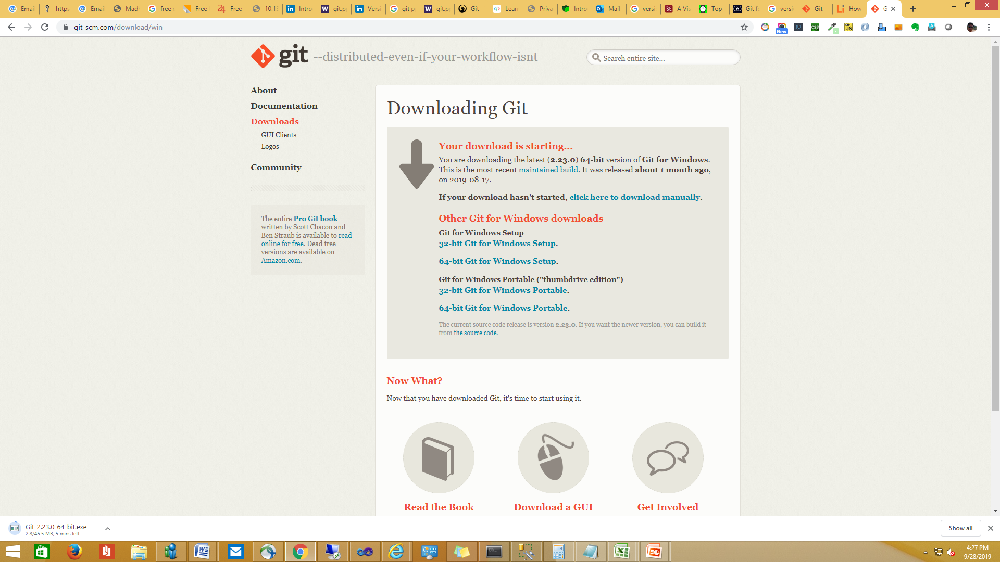 Emai
https
Emai
Madl
free c
Free
Free
10.13
Intro
git.p
Versi
git p
git.p
Git -
Learn
Priva
Intro
Mail
versi
A Vis
Top
Git fo
versi
Git -
How
G
git-scm.com/download/win
New
git --distributed-even-if-your-workflow-isnt
Search entire site...
About
Documentation
Downloads
GUI Clients
Logos
Community
The entire Pro Git book
written by Scott Chacon and
Ben Straub is available to read
online for free. Dead tree
versions are available on
Amazon.com.
Downloading Git
Your download is starting...
You are downloading the latest (2.23.0) 64-bit version of Git for Windows.
This is the most recent maintained build. It was released about 1 month ago,
on 2019-08-17.
If your download hasn't started, click here to download manually.
Other Git for Windows downloads
Git for Windows Setup
32-bit Git for Windows Setup.
64-bit Git for Windows Setup.
Git for Windows Portable ("thumbdrive edition")
32-bit Git for Windows Portable.
64-bit Git for Windows Portable.
The current source code release is version 2.23.0. If you want the newer version, you can build it
from the source code.
Now What?
Now that you have downloaded Git, it's time to start using it.
Read the Book
Download a GUI
Get Involved
Git-2.23.0-64-bit.exe
2.8/45.5 MB, 5 mins left
Show all
4:27 PM
9/28/2019